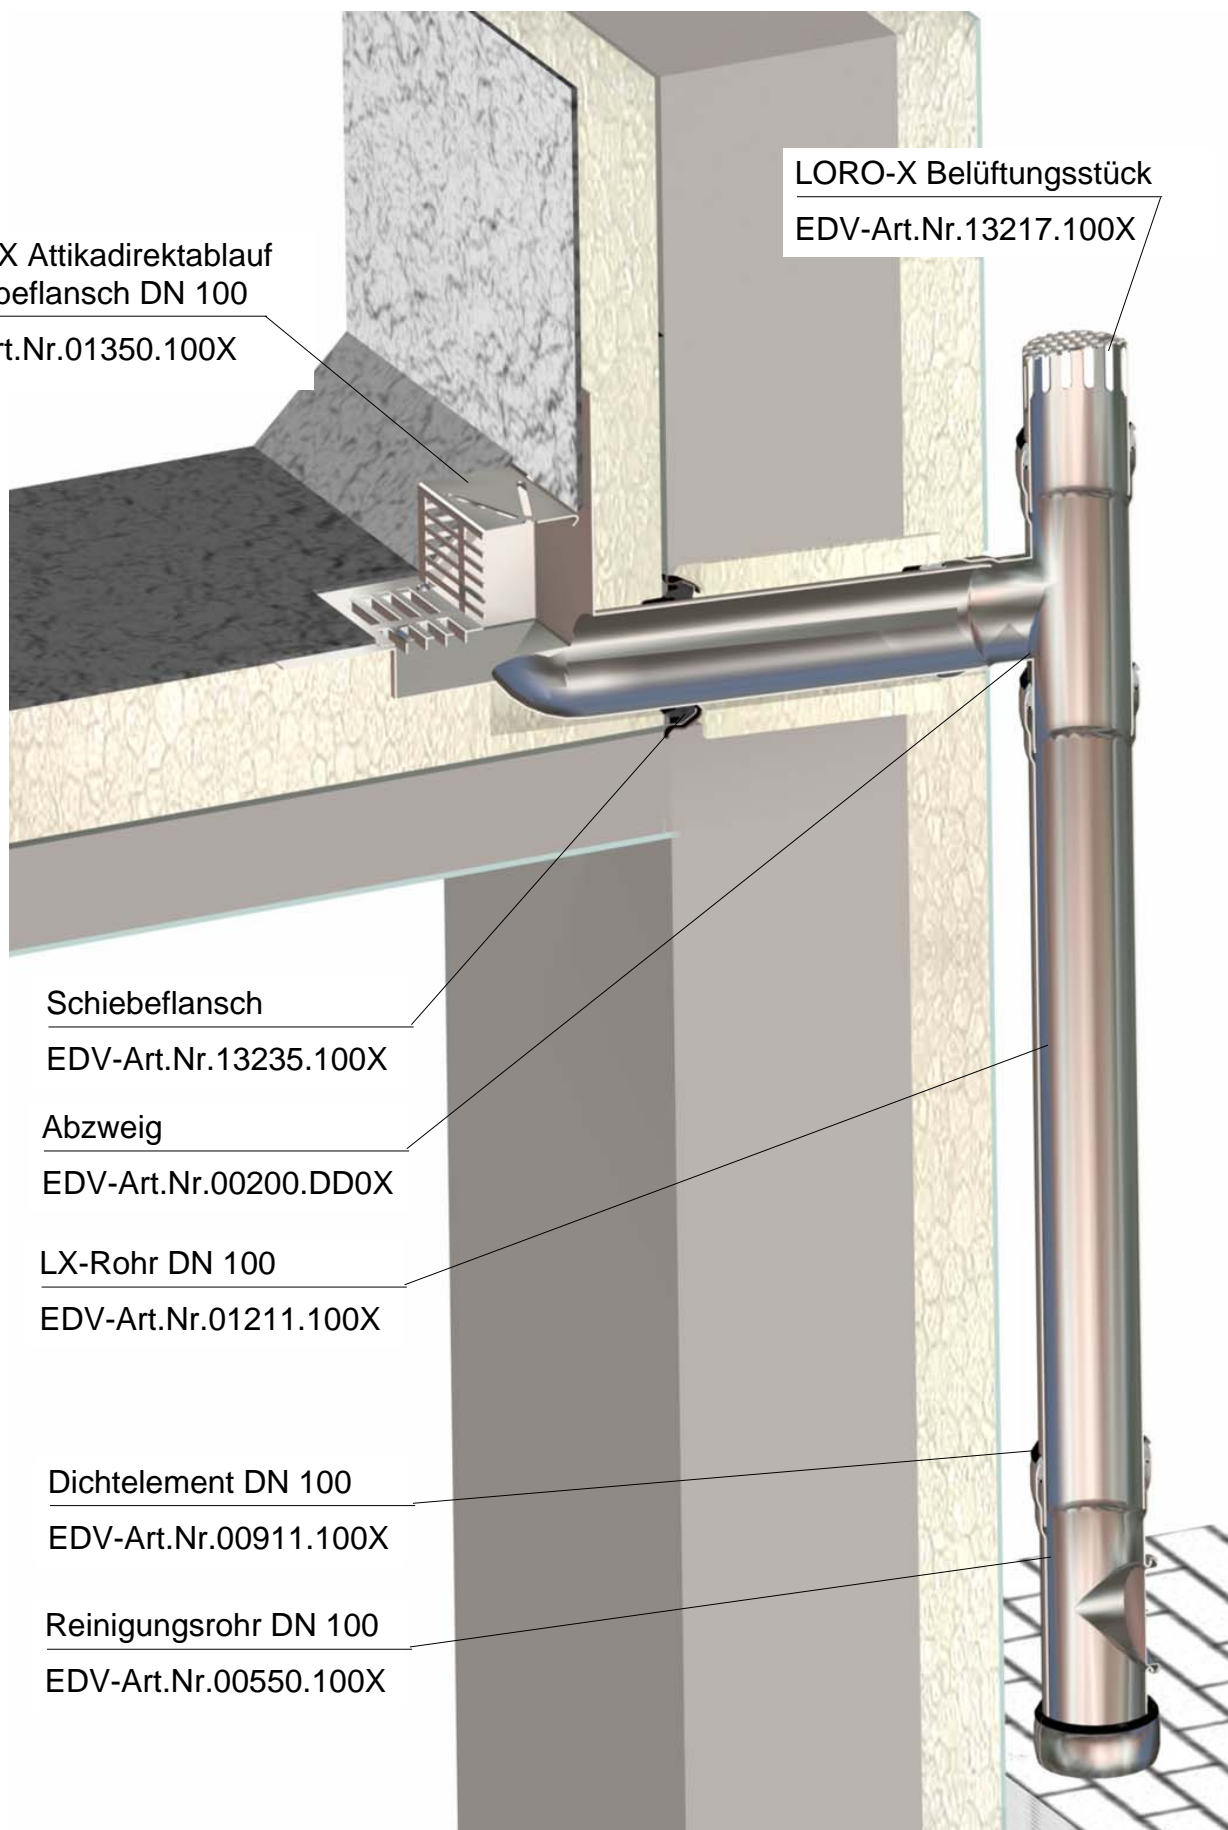 LORO-X Belüftungsstück
EDV-Art.Nr.13217.100X
X Attikadirektablauf
DN 100
Nr.01350.100X
Schiebeflansch
EDV-Art.Nr.13235.100X
Abzweig
EDV-Art.Nr.00200.DD0X
LX-Rohr DN 100
EDV-Art.Nr.01211.100X
Dichtelement DN 100
EDV-Art.Nr.00911.100X
Reinigungsrohr DN 100
EDV-Art.Nr.00550.100X